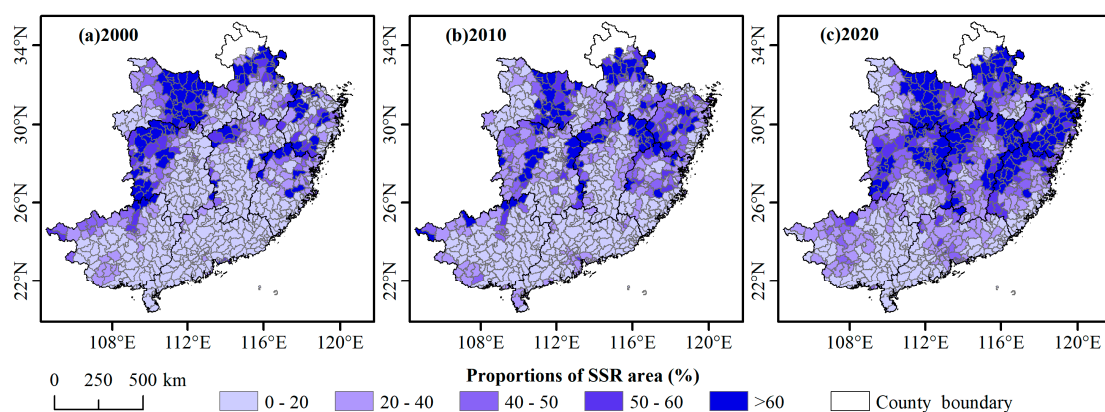 (a)2000
(b)2010
(c)2020
34°N
30°N
26°N
22°N
34°N
30°N
26°N
22°N
34°N
30°N
26°N
22°N
108°E 112°E 116°E 120°E
108°E 112°E 116°E 120°E
108°E 112°E 116°E 120°E
0 250 500 km
Proportions of SSR area (%)
0 - 20 20 - 40 40 - 50 50 - 60 >60 County boundary